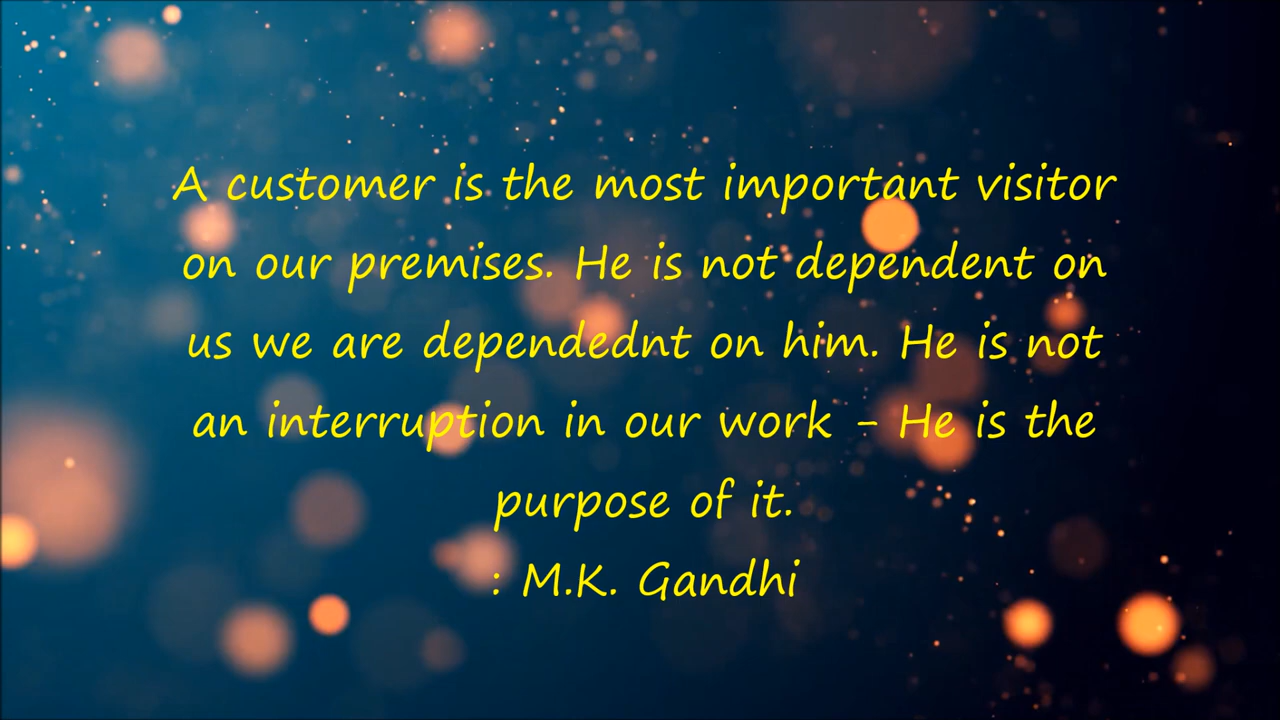 A customer is the most important visitor
on our premises. He is not dependent on
us we are dependednt on him. He is not
an interruption in our work - He is the
purpose of it.
: M.K. Gandhi